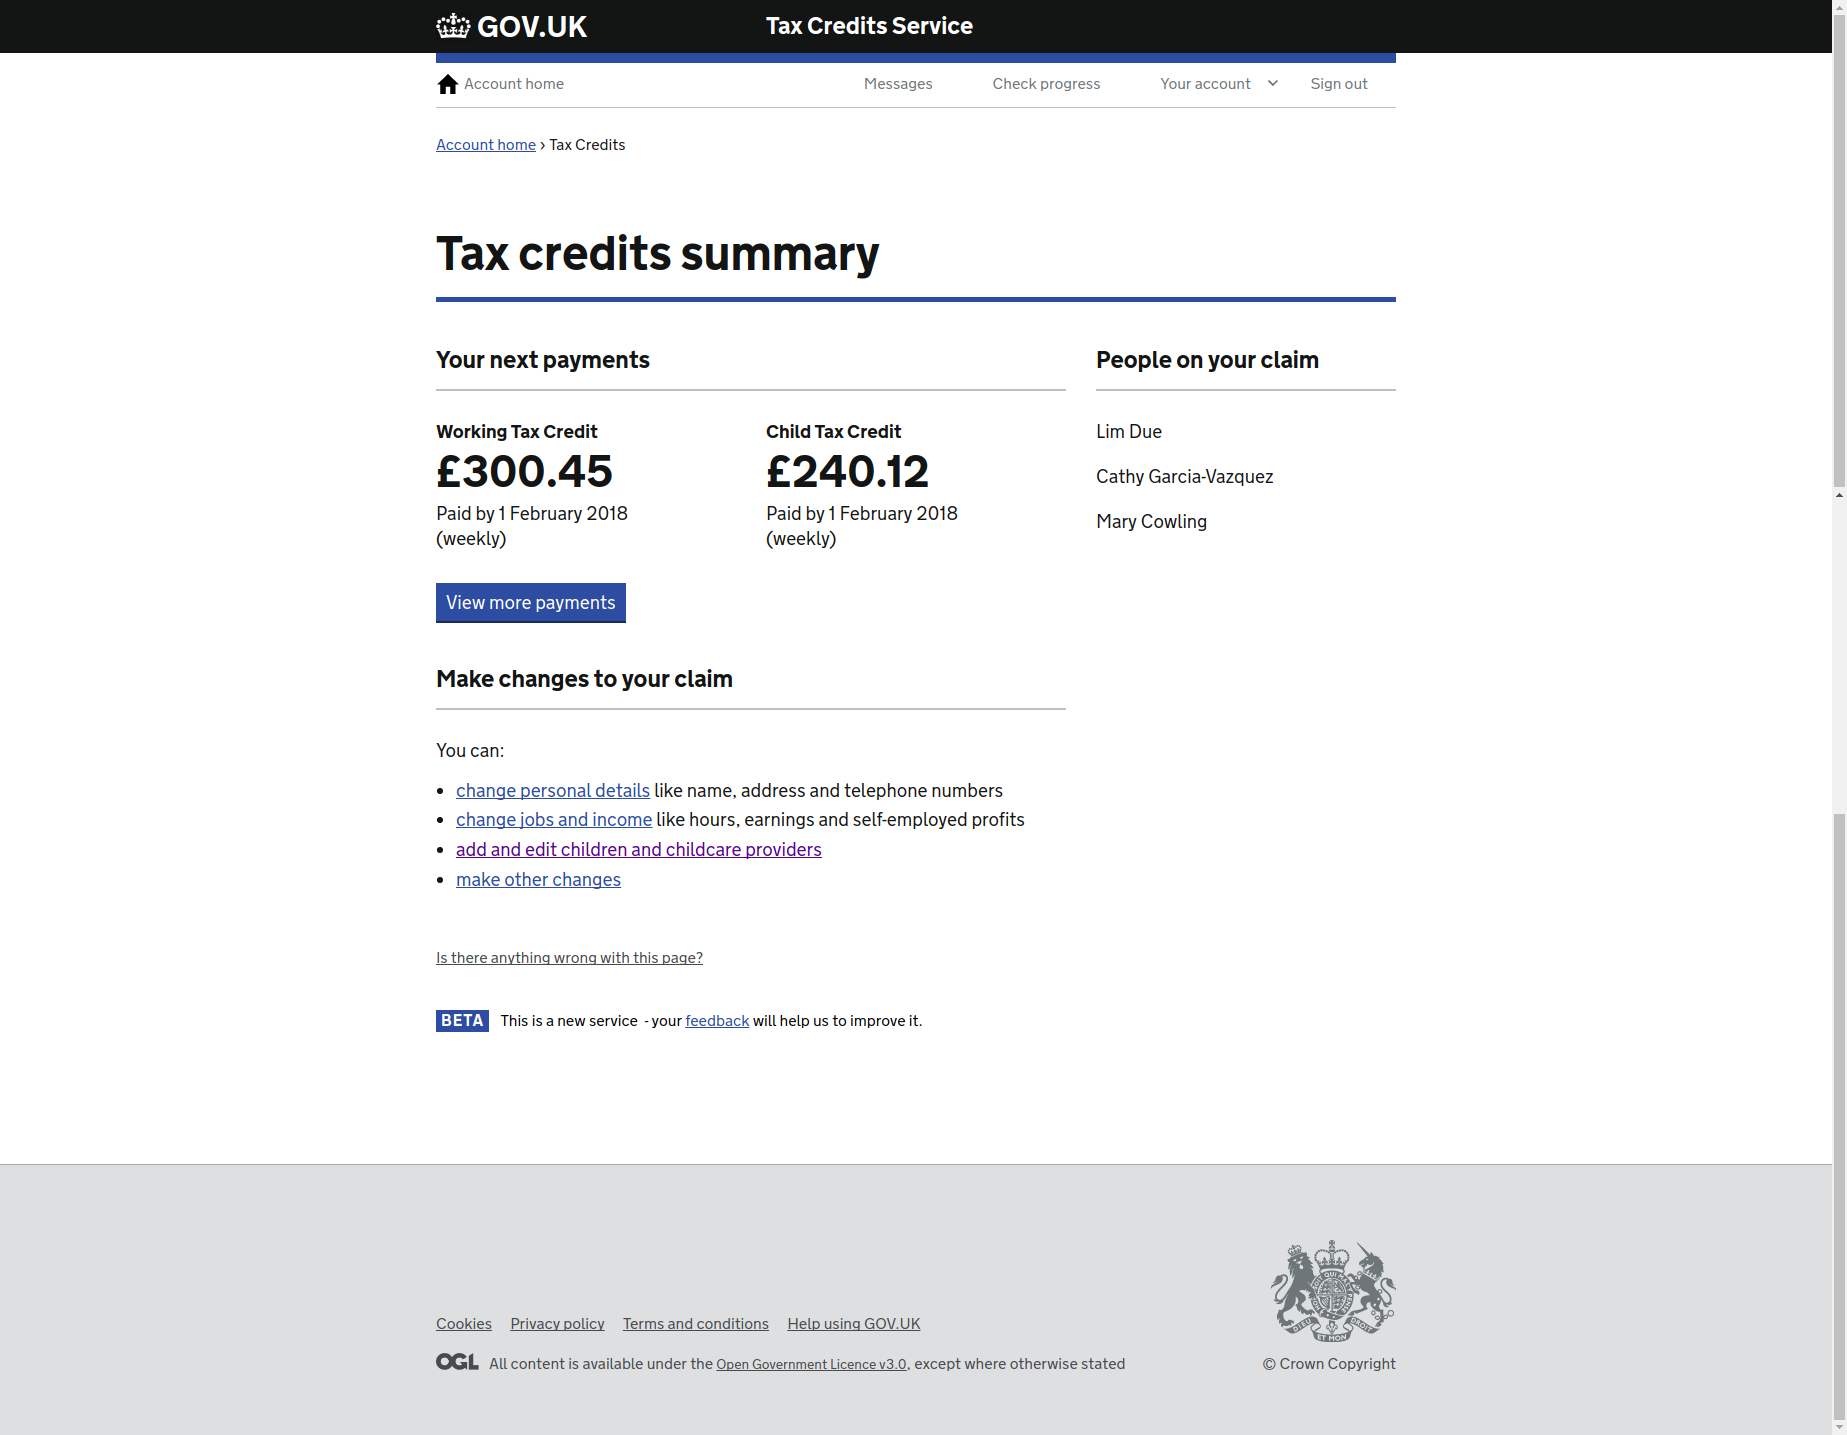 GOV.UK
Tax Credits Service
Account home
Messages
Check progress
Your account
Sign out
Account home › Tax Credits
Tax credits summary
Your next payments
Working Tax Credit
£300.45
Paid by 1 February 2018
(weekly)
Child Tax Credit
£240.12
Paid by 1 February 2018
(weekly)
View more payments
People on your claim
Lim Due
Cathy Garcia-Vazquez
Mary Cowling
Make changes to your claim
You can:
change personal details like name, address and telephone numbers
change jobs and income like hours, earnings and self-employed profits
add and edit children and childcare providers
make other changes
Is there anything wrong with this page?
BETA This is a new service - your feedback will help us to improve it.
Cookies Privacy policy Terms and conditions Help using GOV.UK
OGL All content is available under the Open Government Licence v3.0, except where otherwise stated
DIEU ET MON DROIT
© Crown Copyright